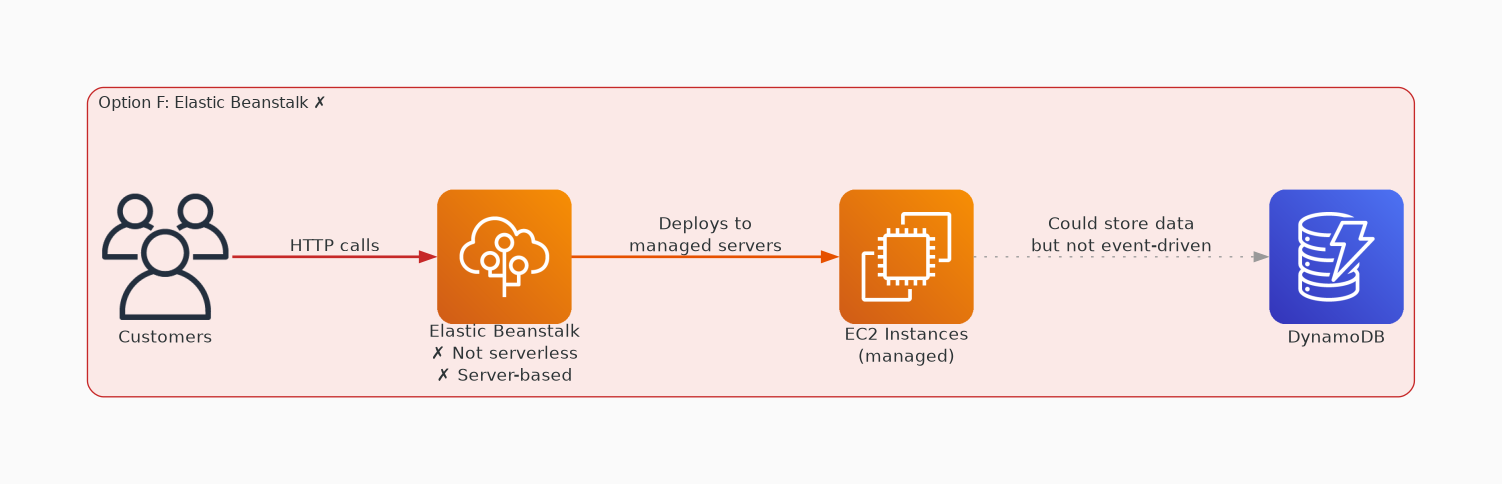 Option F: Elastic Beanstalk ✗
HTTP calls
Deploys to
managed servers
Could store data
but not event-driven
Customers
Elastic Beanstalk
✗ Not serverless
✗ Server-based
EC2 Instances
(managed)
DynamoDB